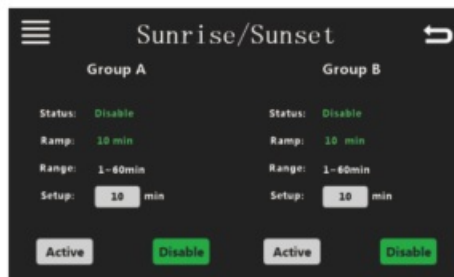 Sunrise/Sunset
Group A Group B
Status: Disable Status: Disable
Ramp: 10 min Ramp: 10 min
Range: 1-60min Range: 1-60min
Setup: 10 min Setup: 10 min
Active Disable Active Disable